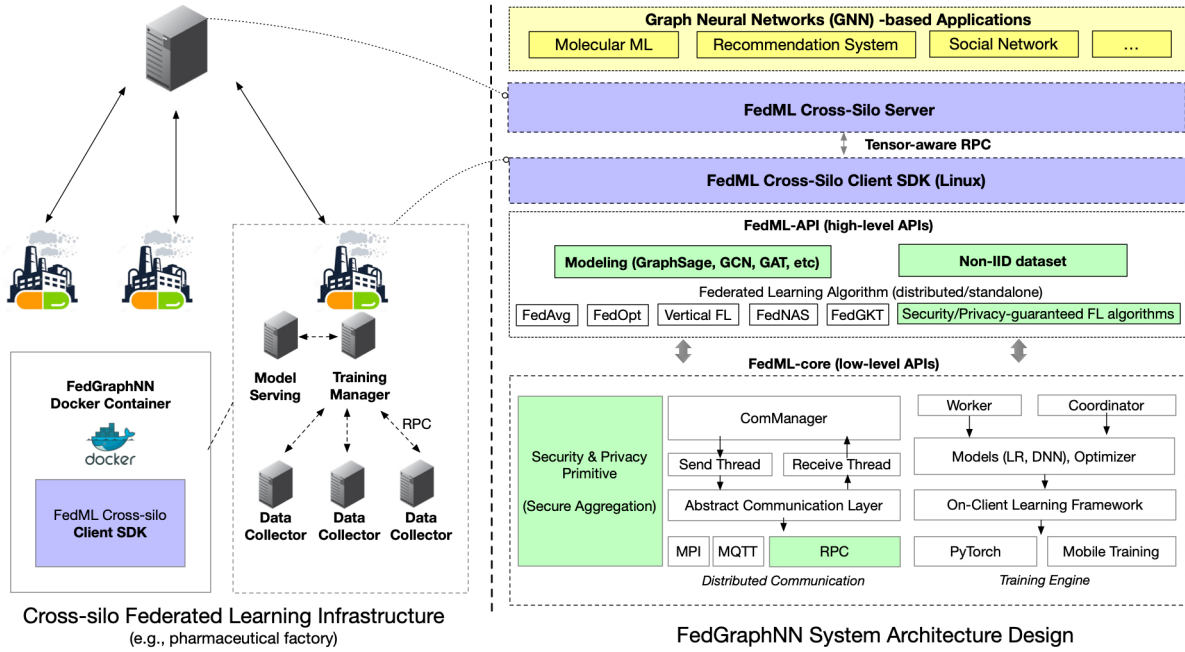 FedGraphNN
Docker Container
docker
FedML Cross-silo
Client SDK
Model
Serving
Training
Manager
RPC
Data
Collector
Data
Collector
Data
Collector
Cross-silo Federated Learning Infrastructure
(e.g., pharmaceutical factory)
Graph Neural Networks (GNN) -based Applications
Molecular ML
Recommendation System
Social Network
...
FedML Cross-Silo Server
Tensor-aware RPC
FedML Cross-Silo Client SDK (Linux)
FedML-API (high-level APIs)
Modeling (GraphSage, GCN, GAT, etc)
Non-IID dataset
Federated Learning Algorithm (distributed/standalone)
FedAvg
FedOpt
Vertical FL
FedNAS
FedGKT
Security/Privacy-guaranteed FL algorithms
FedML-core (low-level APIs)
Security & Privacy
Primitive
(Secure Aggregation)
ComManager
Send Thread
Receive Thread
Abstract Communication Layer
MPI
MQTT
RPC
Distributed Communication
Worker
Coordinator
Models (LR, DNN), Optimizer
On-Client Learning Framework
PyTorch
Mobile Training
Training Engine
FedGraphNN System Architecture Design